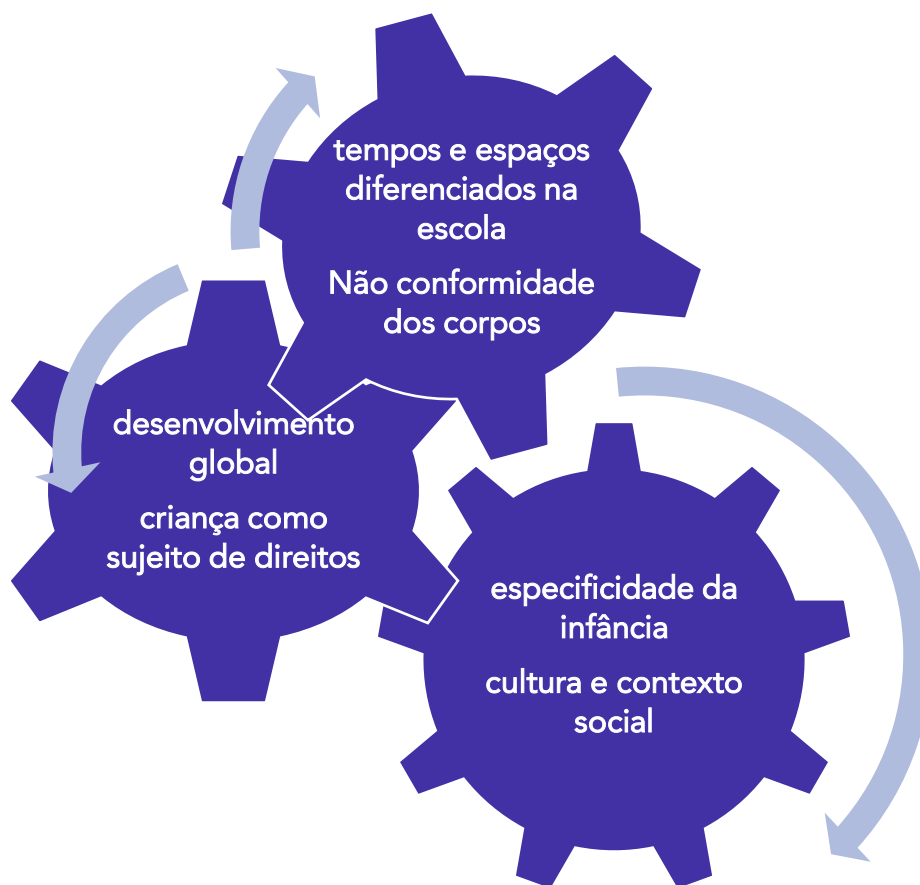 tempos e espaços
diferenciados na
escola
Não conformidade
dos corpos
desenvolvimento
global
criança como
sujeito de direitos
especificidade da
infância
cultura e contexto
social